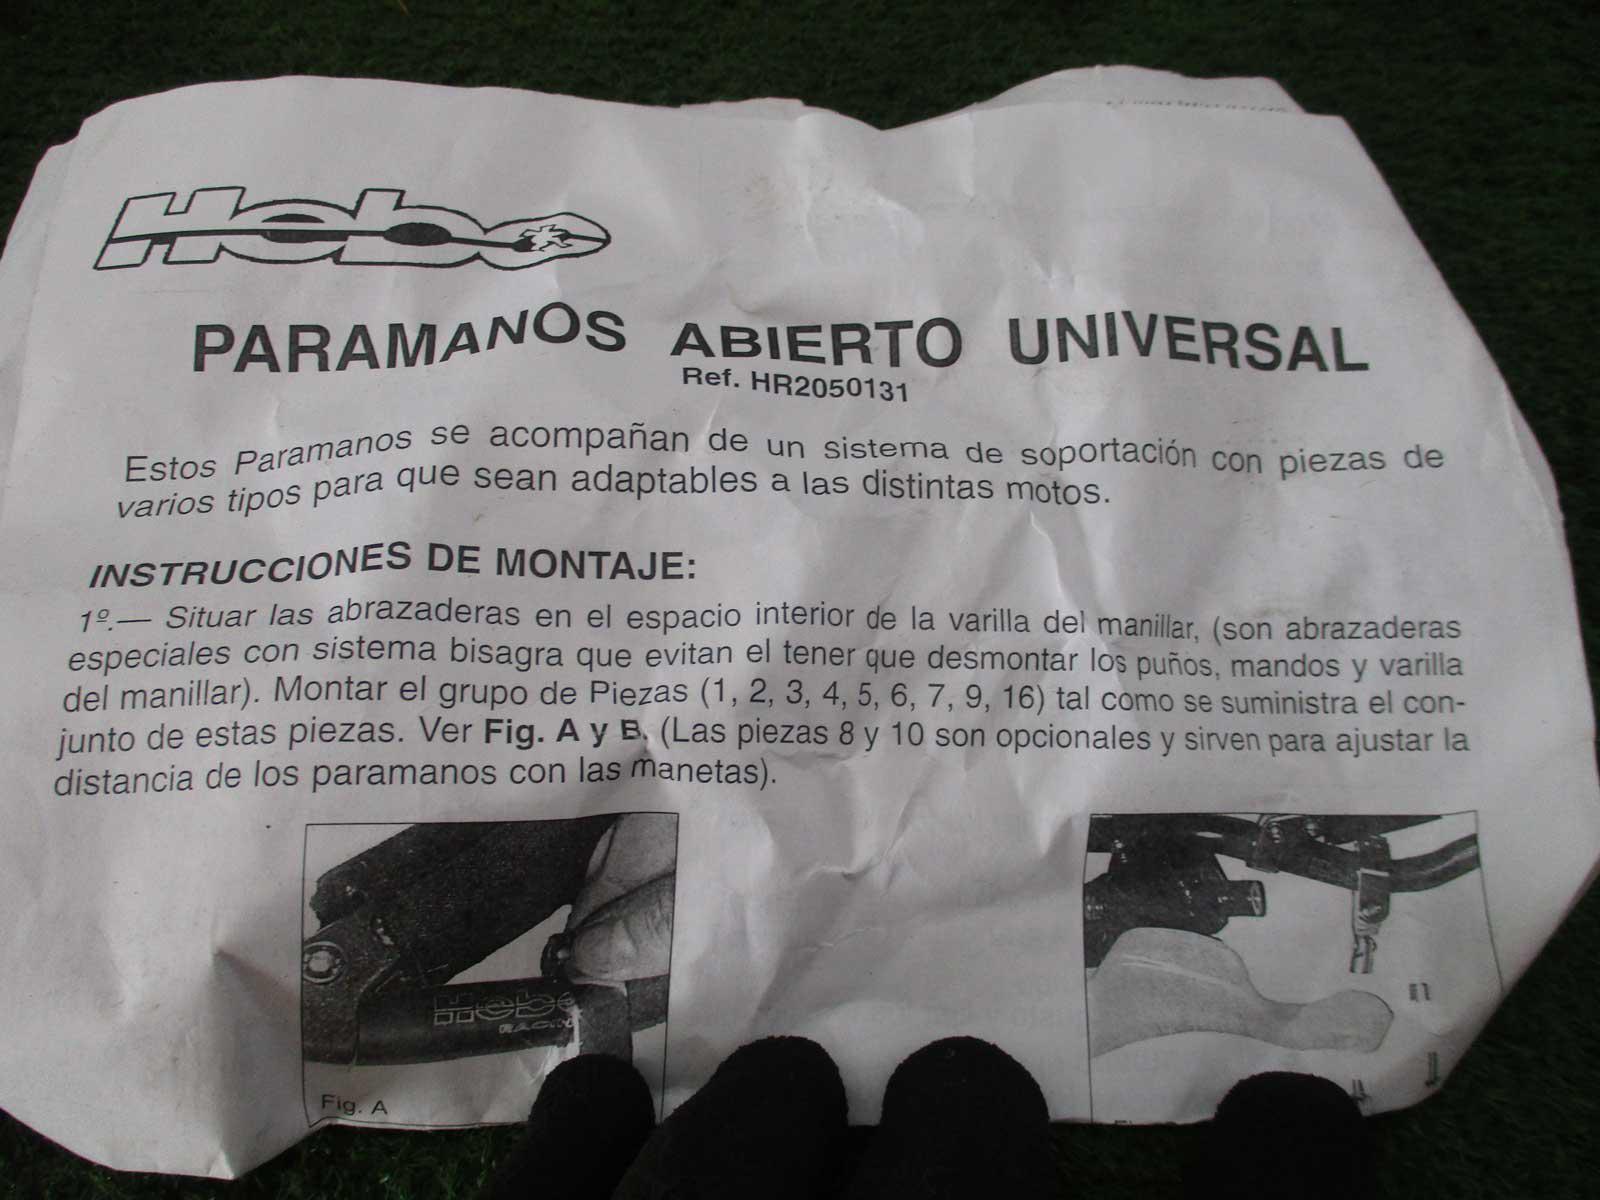 Hebo
PARAMANOS ABIERTO UNIVERSAL
Ref. HR2050131
Estos Paramanos se acompañan de un sistema de soportación con piezas de
varios tipos para que sean adaptables a las distintas motos.
INSTRUCCIONES DE MONTAJE:
1º.— Situar las abrazaderas en el espacio interior de la varilla del manillar, (son abrazaderas
especiales con sistema bisagra que evitan el tener que desmontar los puños, mandos y varilla
del manillar). Montar el grupo de Piezas (1, 2, 3, 4, 5, 6, 7, 9, 16) tal como se suministra el con-
junto de estas piezas. Ver Fig. A y B. (Las piezas 8 y 10 son opcionales y sirven para ajustar la
distancia de los paramanos con las manetas).
Hebo
Fig. A